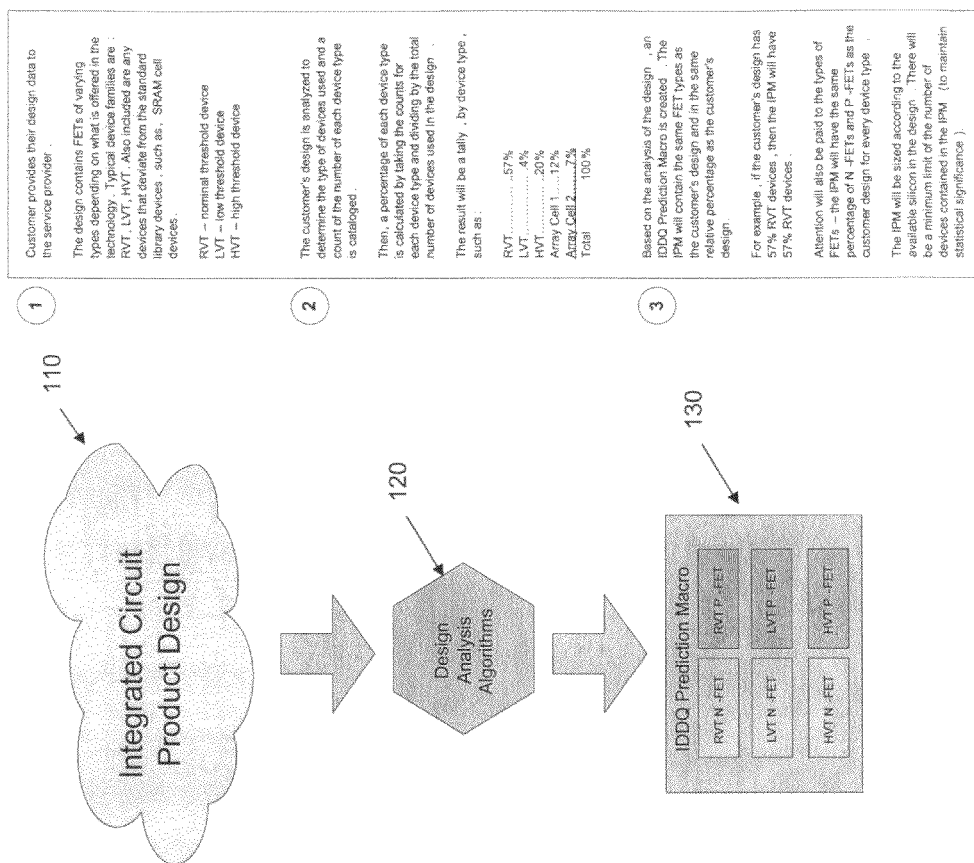 Integrated Circuit
Product Design
110
Design
Analysis
Algorithms
120
IDDQ Prediction Macro
RVT N -FET
RVT P -FET
LVT N -FET
LVT P -FET
HVT N -FET
HVT P -FET
130
1
Customer provides their design data to
the service provider .
The design contains FETs of varying
types depending on what is offered in the
technology . Typical device families are :
RVT , LVT , HVT . Also included are any
devices that deviate from the standard
library devices , such as , SRAM cell
devices .
RVT – normal threshold device
LVT – low threshold device
HVT – high threshold device
2
The customer's design is analyzed to
determine the type of devices used and a
count of the number of each device type
is cataloged .
Then , a percentage of each device type
is calculated by taking the counts for
each device type and dividing by the total
number of devices used in the design .
The result will be a tally , by device type ,
such as :
RVT..........57%
LVT..........4%
HVT..........20%
Array Cell 1.....12%
Array Cell 2.......7%
Total 100 %
3
Based on the analysis of the design , an
IDDQ Prediction Macro is created . The
IPM will contain the same FET types as
the customer's design and in the same
relative percentage as the customer's
design
For example , if the customer's design has
57% RVT devices , then the IPM will have
57% RVT devices .
Attention will also be paid to the types of
FETs – the IPM will have the same
percentage of N -FETs and P -FETs as the
customer design for every device type .
The IPM will be sized according to the
available silicon in the design . There will
be a minimum limit of the number of
devices contained in the IPM (to maintain
statistical significance ).